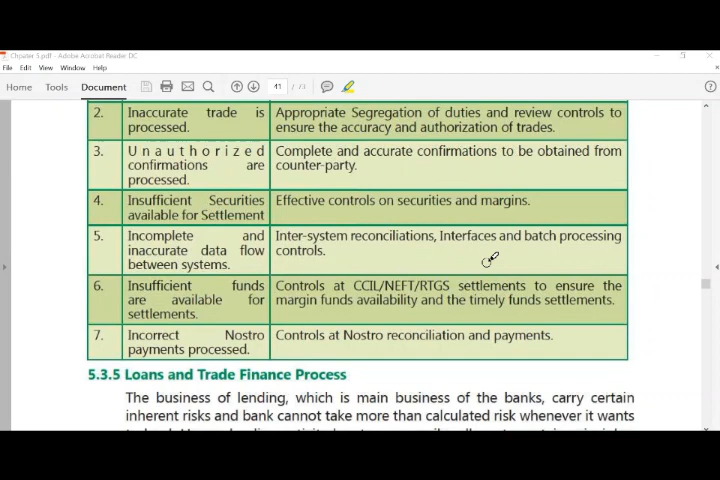 Chpater 5.pdf - Adobe Acrobat Reader DC
File Edit View Window Help
Home Tools Document 41 / 73
2. Inaccurate trade is processed. Appropriate Segregation of duties and review controls to ensure the accuracy and authorization of trades.
3. Unauthorized confirmations are processed. Complete and accurate confirmations to be obtained from counter-party.
4. Insufficient Securities available for Settlement Effective controls on securities and margins.
5. Incomplete and inaccurate data flow between systems. Inter-system reconciliations, Interfaces and batch processing controls.
6. Insufficient funds are available for settlements. Controls at CCIL/NEFT/RTGS settlements to ensure the margin funds availability and the timely funds settlements.
7. Incorrect Nostro payments processed. Controls at Nostro reconciliation and payments.
5.3.5 Loans and Trade Finance Process
The business of lending, which is main business of the banks, carry certain
inherent risks and bank cannot take more than calculated risk whenever it wants